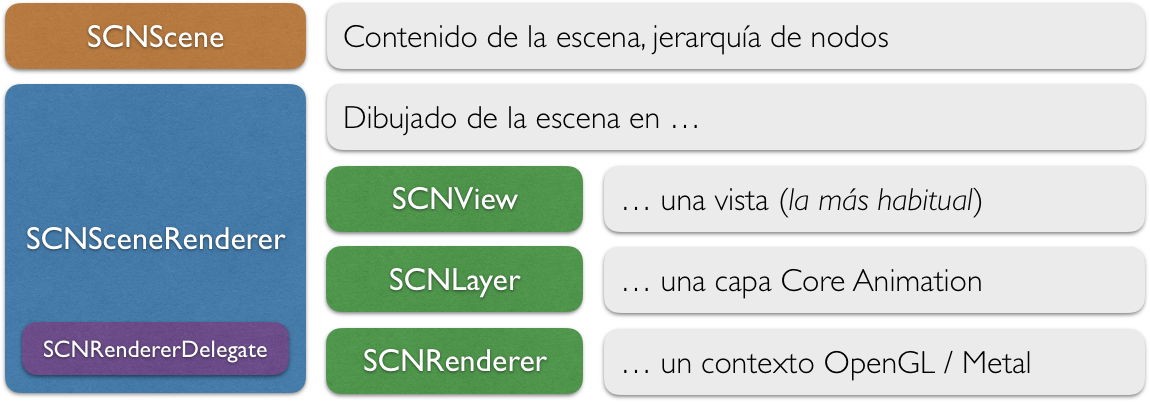 SCNScene
Contenido de la escena, jerarquía de nodos
SCNSceneRenderer
SCNRendererDelegate
Dibujado de la escena en …
SCNView
… una vista (la más habitual)
SCNLayer
… una capa Core Animation
SCNRenderer
… un contexto OpenGL / Metal